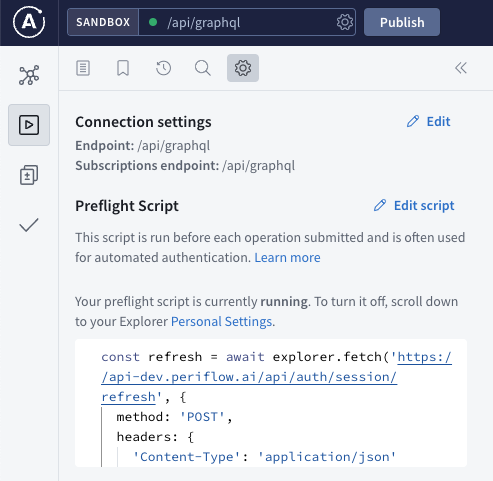 SANDBOX /api/graphql Publish
Connection settings Edit
Endpoint: /api/graphql
Subscriptions endpoint: /api/graphql
Preflight Script Edit script
This script is run before each operation submitted and is often used
for automated authentication. Learn more
Your preflight script is currently running. To turn it off, scroll down
to your Explorer Personal Settings.
const refresh = await explorer.fetch('https:/
/api-dev.periflow.ai/api/auth/session/
refresh', {
method: 'POST',
headers: {
'Content-Type': 'application/json'